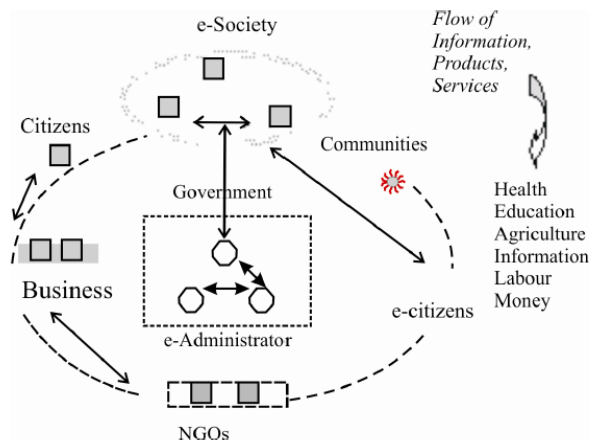 e-Society
Flow of
Information,
Products,
Services
Citizens
Communities
Government
Health
Education
Agriculture
Information
Labour
Money
Business
e-citizens
e-Administrator
NGOs